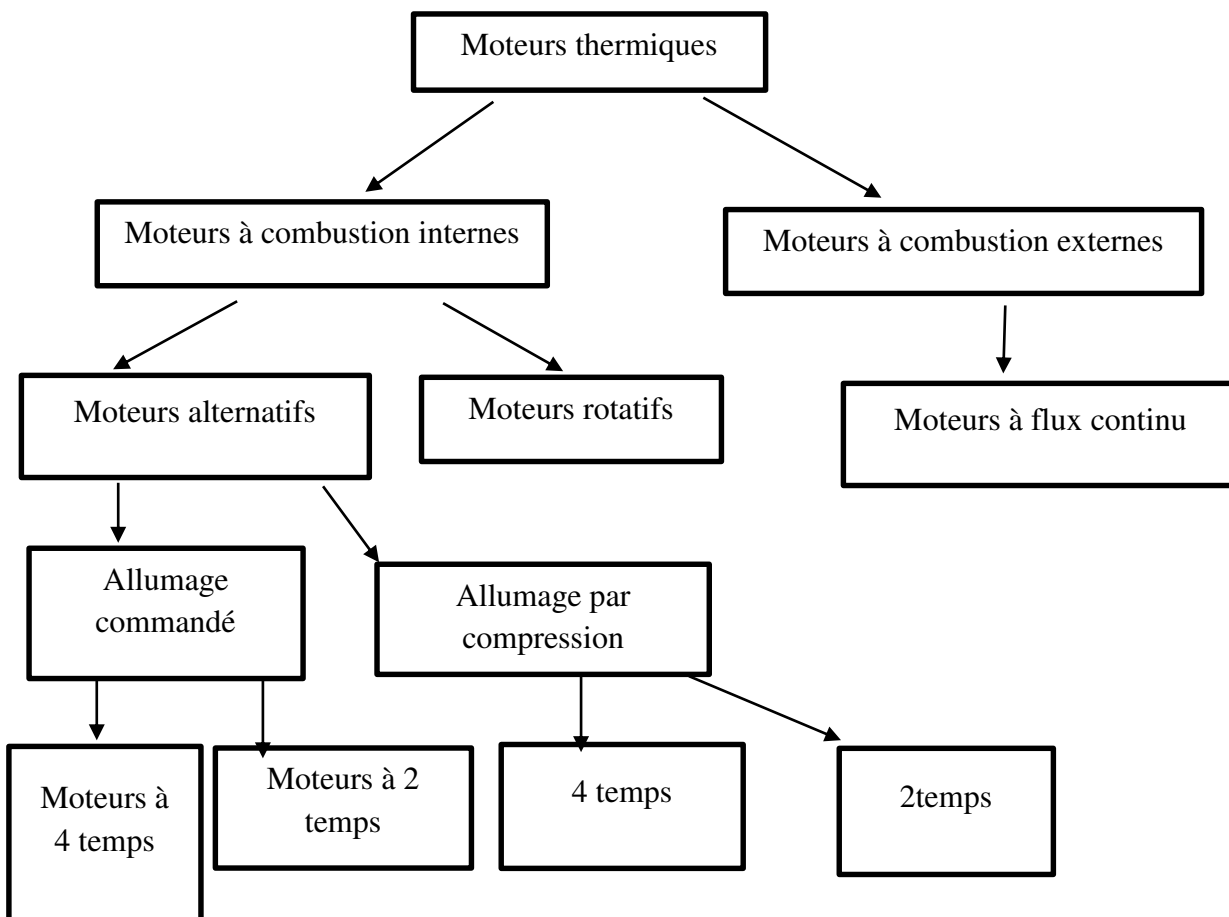 Moteurs thermiques
Moteurs à combustion internes
Moteurs à combustion externes
Moteurs alternatifs
Moteurs rotatifs
Moteurs à flux continu
Allumage
commandé
Allumage par
compression
Moteurs à
4 temps
Moteurs à 2
temps
4 temps
2temps